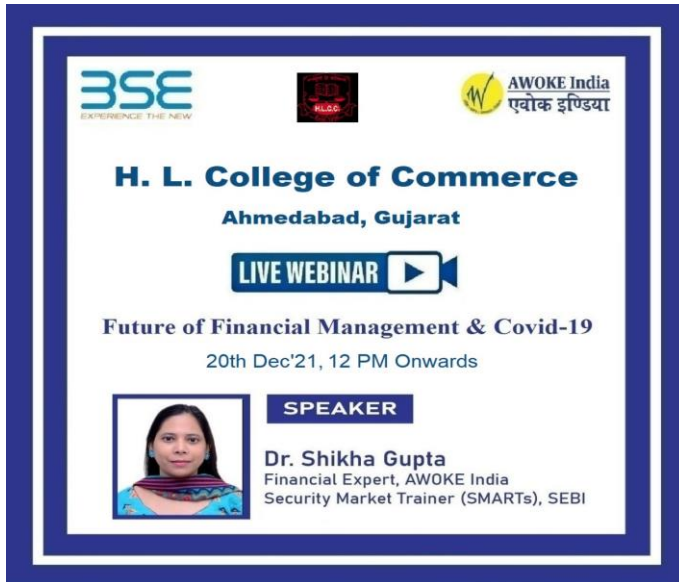 BSE
EXPERIENCE THE NEW
H.L.C.C.
AWOKE India
एवोक इण्डिया
H. L. College of Commerce
Ahmedabad, Gujarat
LIVE WEBINAR
Future of Financial Management & Covid-19
20th Dec'21, 12 PM Onwards
SPEAKER
Dr. Shikha Gupta
Financial Expert, AWOKE India
Security Market Trainer (SMARTs), SEBI